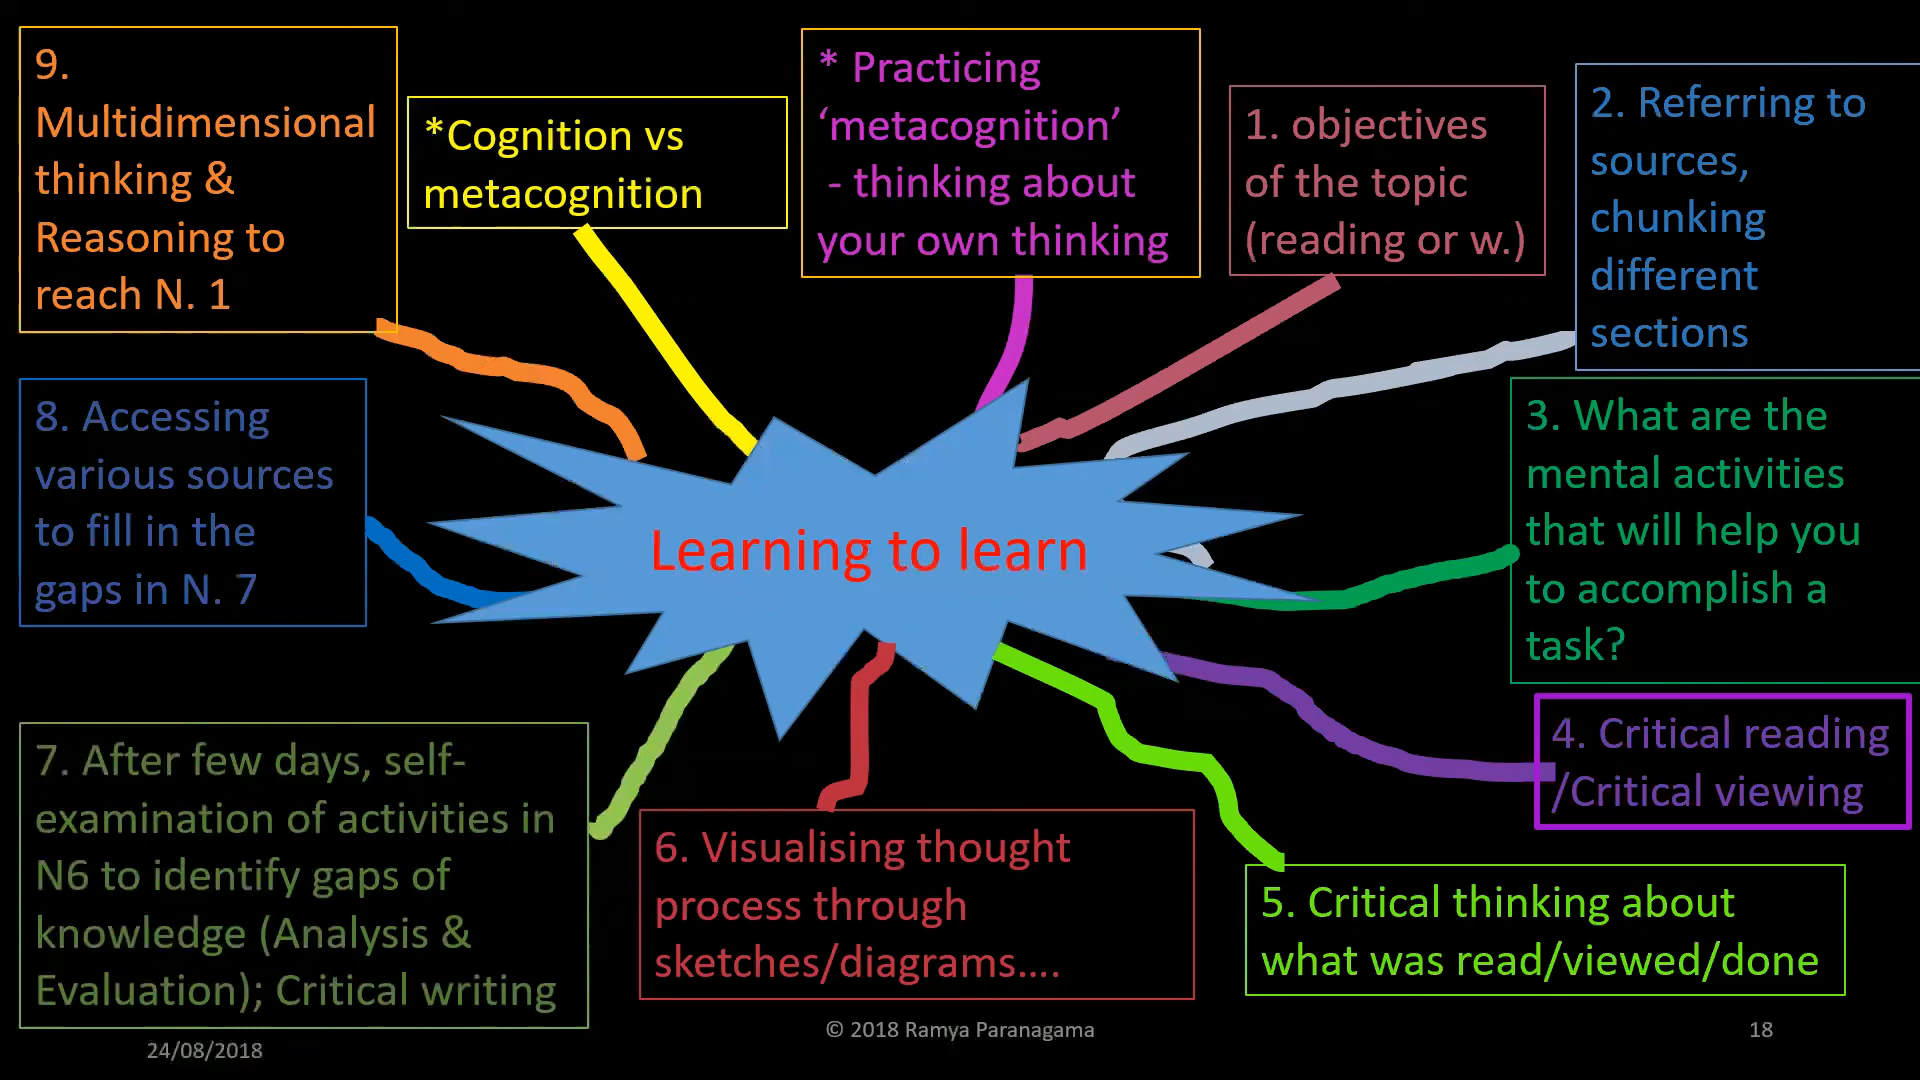 9.
Multidimensional
thinking &
Reasoning to
reach N. 1
*Cognition vs
metacognition
* Practicing
‘metacognition’
- thinking about
your own thinking
1. objectives
of the topic
(reading or w.)
2. Referring to
sources,
chunking
different
sections
8. Accessing
various sources
to fill in the
gaps in N. 7
Learning to learn
3. What are the
mental activities
that will help you
to accomplish a
task?
4. Critical reading
/Critical viewing
7. After few days, self-
examination of activities in
N6 to identify gaps of
knowledge (Analysis &
Evaluation); Critical writing
6. Visualising thought
process through
sketches/diagrams....
5. Critical thinking about
what was read/viewed/done
24/08/2018
© 2018 Ramya Paranagama
18